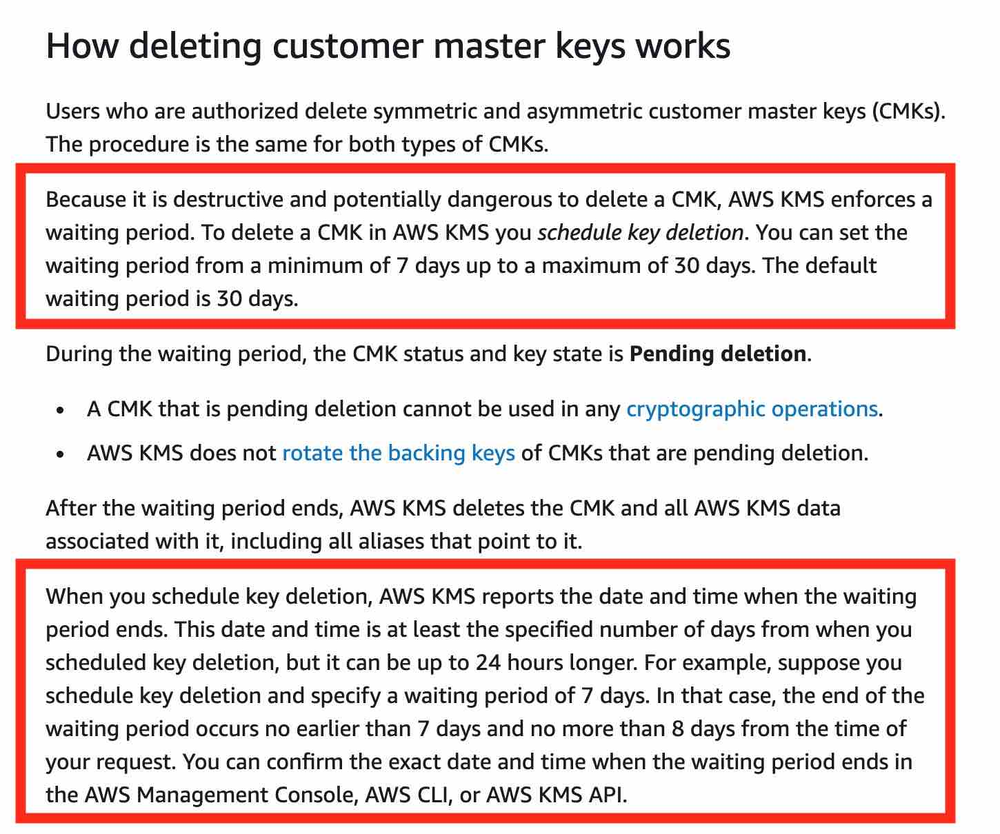 How deleting customer master keys works
Users who are authorized delete symmetric and asymmetric customer master keys (CMKs).
The procedure is the same for both types of CMKs.
Because it is destructive and potentially dangerous to delete a CMK, AWS KMS enforces a
waiting period. To delete a CMK in AWS KMS you schedule key deletion. You can set the
waiting period from a minimum of 7 days up to a maximum of 30 days. The default
waiting period is 30 days.
During the waiting period, the CMK status and key state is Pending deletion.
• A CMK that is pending deletion cannot be used in any cryptographic operations.
• AWS KMS does not rotate the backing keys of CMKs that are pending deletion.
After the waiting period ends, AWS KMS deletes the CMK and all AWS KMS data
associated with it, including all aliases that point to it.
When you schedule key deletion, AWS KMS reports the date and time when the waiting
period ends. This date and time is at least the specified number of days from when you
scheduled key deletion, but it can be up to 24 hours longer. For example, suppose you
schedule key deletion and specify a waiting period of 7 days. In that case, the end of the
waiting period occurs no earlier than 7 days and no more than 8 days from the time of
your request. You can confirm the exact date and time when the waiting period ends in
the AWS Management Console, AWS CLI, or AWS KMS API.